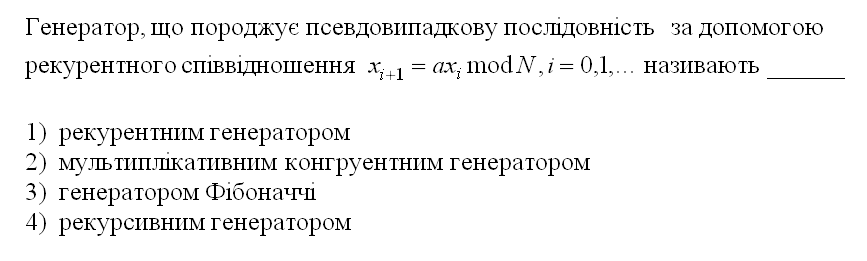 Генератор, що породжує псевдовипадкову послідовність за допомогою
рекурентного співвідношення x_{i+1} = ax_i mod N, i = 0,1,... називають ______
1) рекурентним генератором
2) мультиплікативним конгруентним генератором
3) генератором Фібоначчі
4) рекурсивним генератором